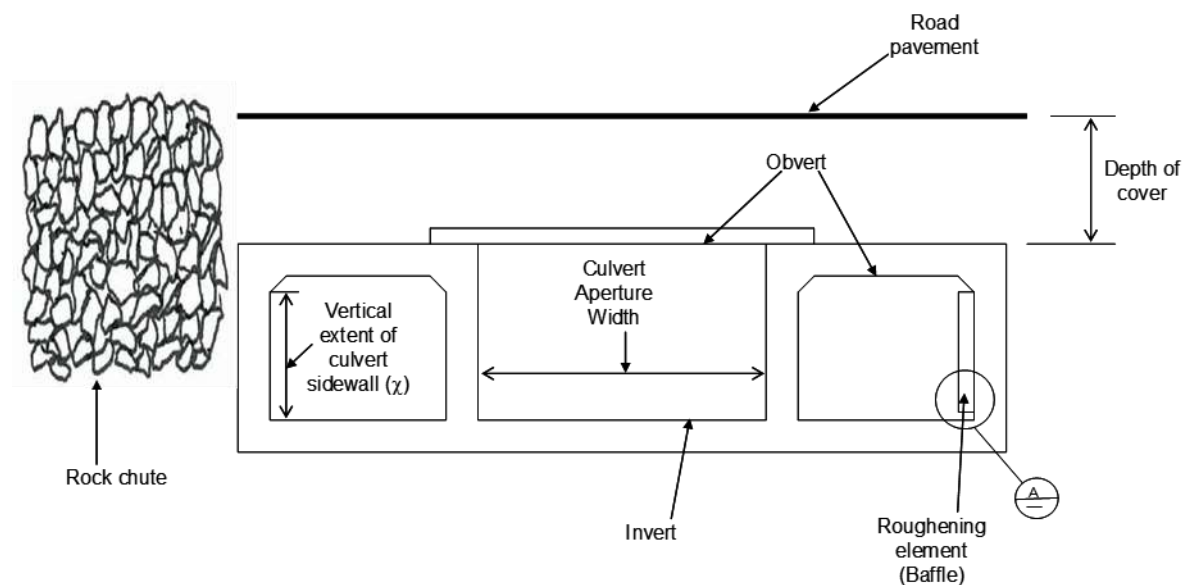 Road
pavement
Obvert
Depth of
cover
Culvert
Aperture
Width
Vertical
extent of
culvert
sidewall (χ)
Rock chute
Invert
Roughening
element
(Baffle)
A